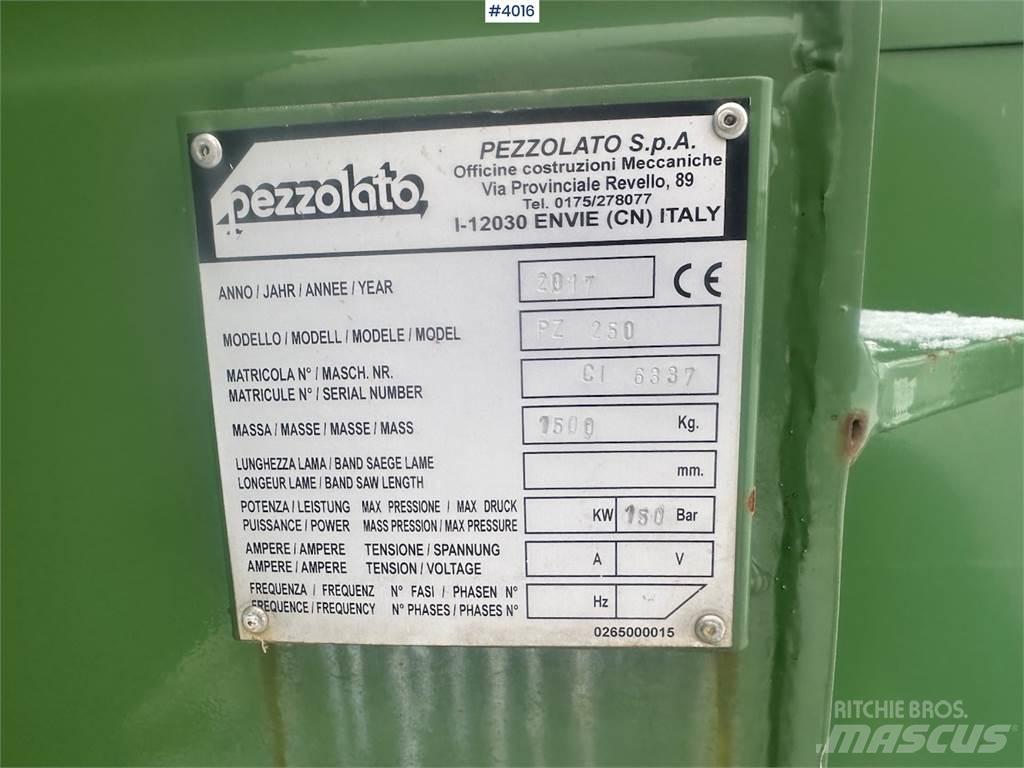 #4016
pezzolato
PEZZOLATO S.p.A.
Officine costruzioni Meccaniche
Via Provinciale Revello, 89
Tel. 0175/278077
I-12030 ENVIE (CN) ITALY
ANNO / JAHR / ANNEE / YEAR 2017 CE
MODELLO / MODELL / MODELE / MODEL PZ 250
MATRICOLA N° / MASCH. NR.
MATRICULE N° / SERIAL NUMBER CI 6337
MASSA / MASSE / MASSE / MASS 1500 Kg.
LUNGHEZZA LAMA / BAND SAEGE LAME
LONGEUR LAME / BAND SAW LENGTH mm.
POTENZA / LEISTUNG MAX PRESSIONE / MAX DRUCK
PUISSANCE / POWER MASS PRESSION / MAX PRESSURE KW 150 Bar
AMPERE / AMPERE TENSIONE / SPANNUNG
AMPERE / AMPERE TENSION / VOLTAGE A V
FREQUENZA / FREQUENZ N° FASI / PHASEN N°
FREQUENCE / FREQUENCY N° PHASES / PHASES N° Hz
0265000015
RITCHIE BROS.
MASCUS